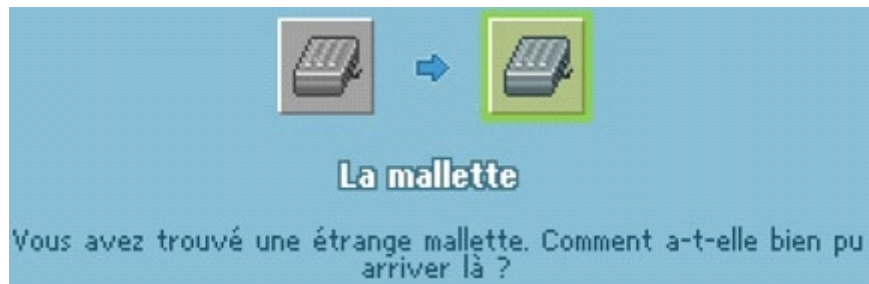 La mallette
Vous avez trouvé une étrange mallette. Comment a-t-elle bien pu
arriver là ?